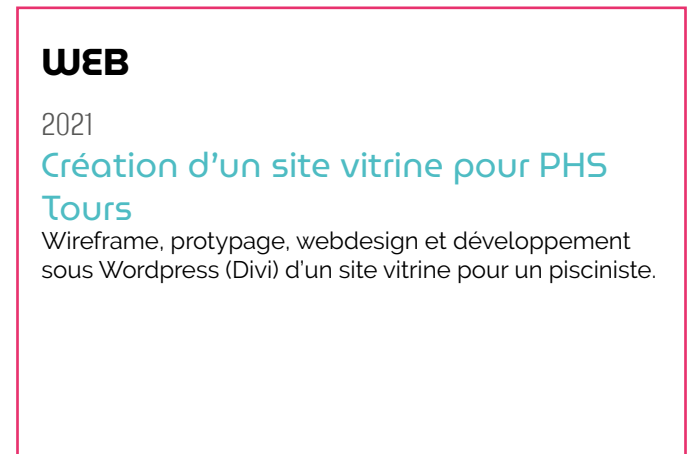 WEB
2021
Création d’un site vitrine pour PHS
Tours
Wireframe, protypage, webdesign et développement
sous Wordpress (Divi) d’un site vitrine pour un pisciniste.